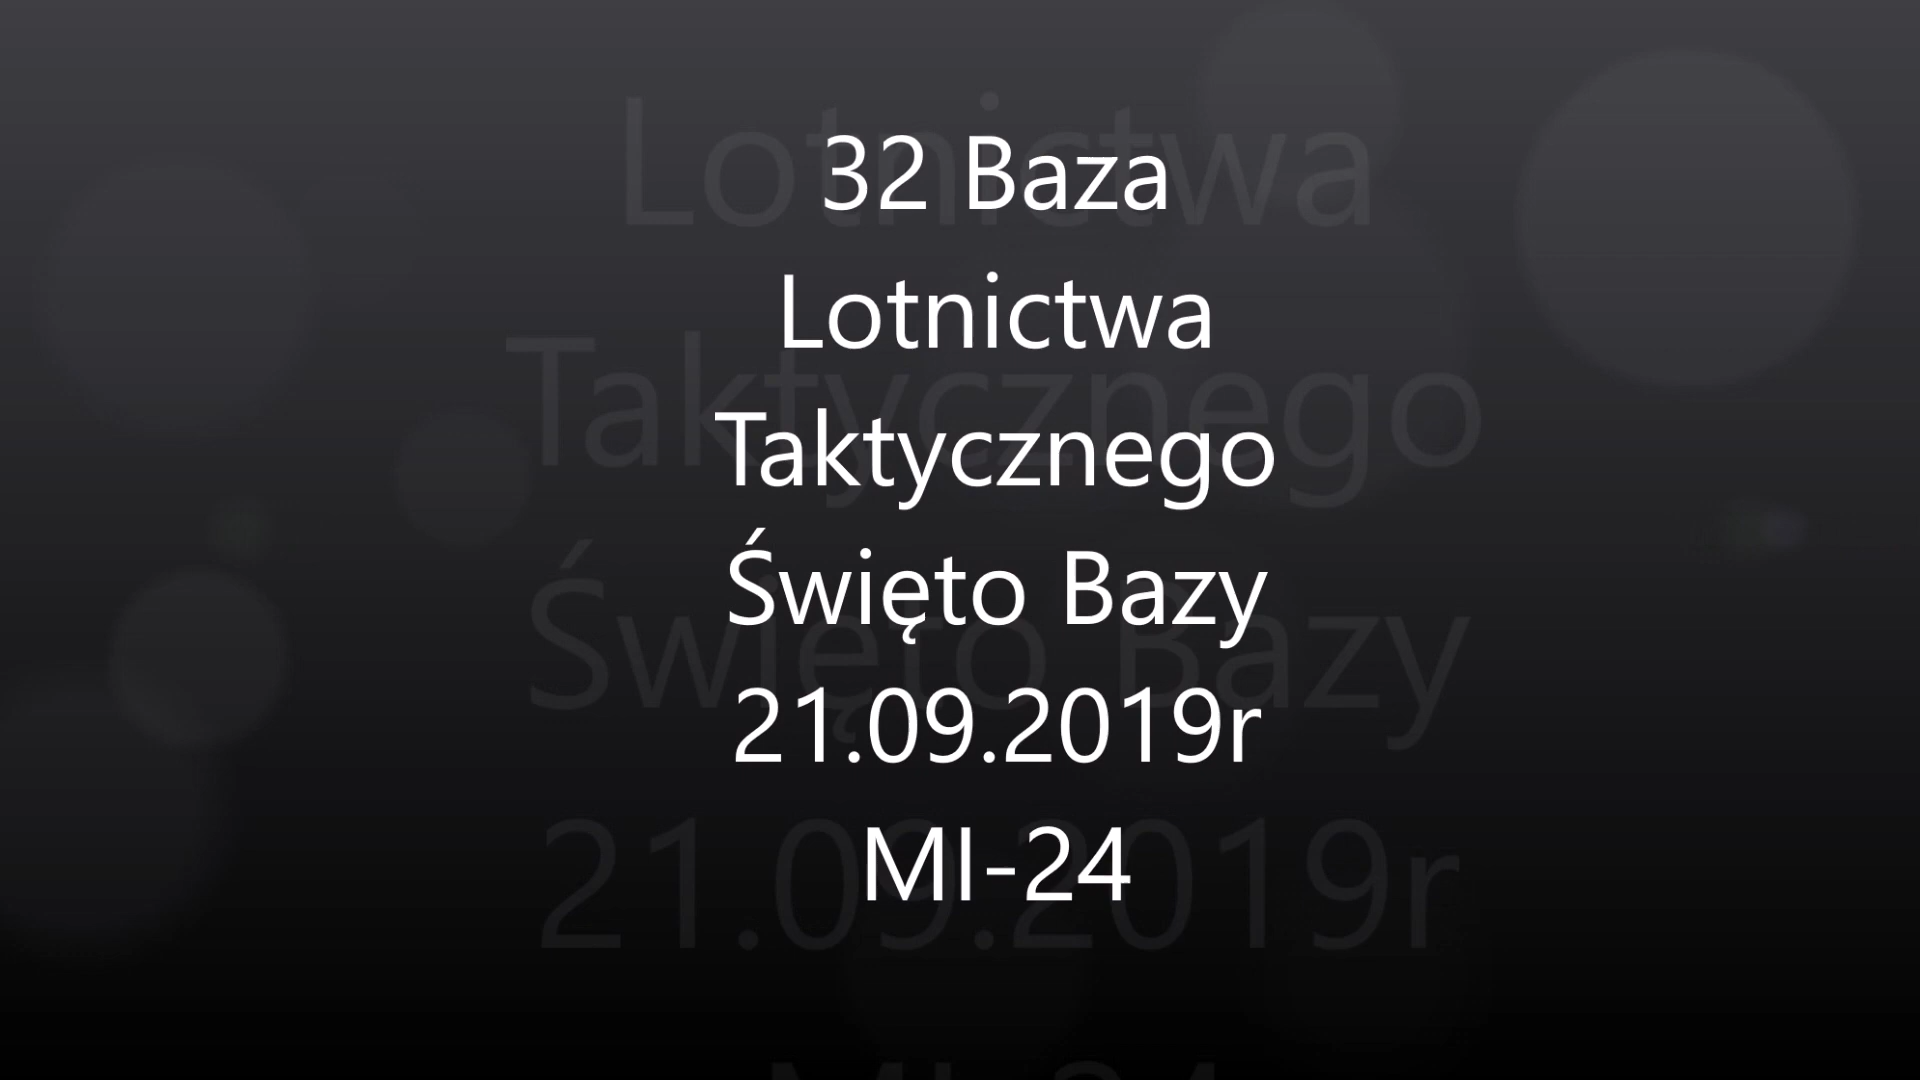 32 Baza
Lotnictwa
Taktycznego
Święto Bazy
21.09.2019r
MI-24